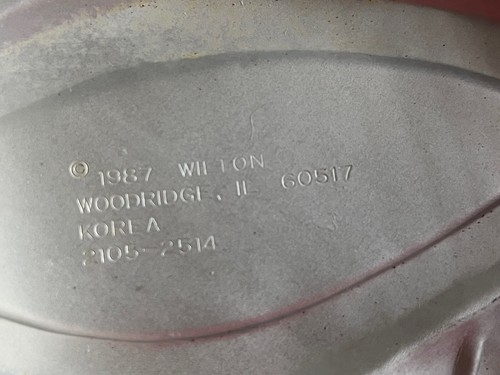 © 1987 WILTON
WOODRIDGE, IL 60517
KOREA
2105-2514